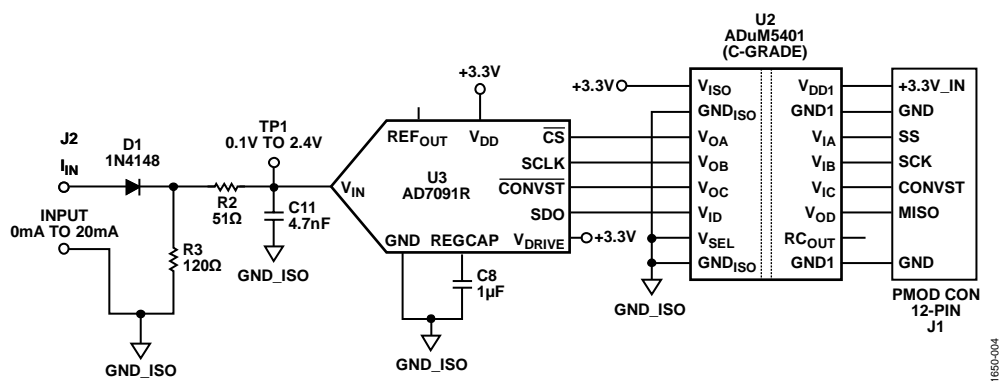 U2
ADuM5401
(C-GRADE)
+3.3V
+3.3V
VISO
VDD1
+3.3V_IN
GNDISO
GND1
GND
TP1
0.1V TO 2.4V
REFOUT
VDD
CS
VOA
VIA
SS
J2
D1
1N4148
IIN
SCLK
VOB
VIB
SCK
U3
AD7091R
VIN
CONVST
VOC
VIC
CONVST
R2
51Ω
C11
4.7nF
SDO
VID
VOD
MISO
INPUT
0mA TO 20mA
GND
REGCAP
VDRIVE
+3.3V
VSEL
RCOUT
R3
120Ω
GND_ISO
GNDISO
GND1
GND
C8
1µF
GND_ISO
PMOD CON
12-PIN
J1
GND_ISO
GND_ISO
1650-004